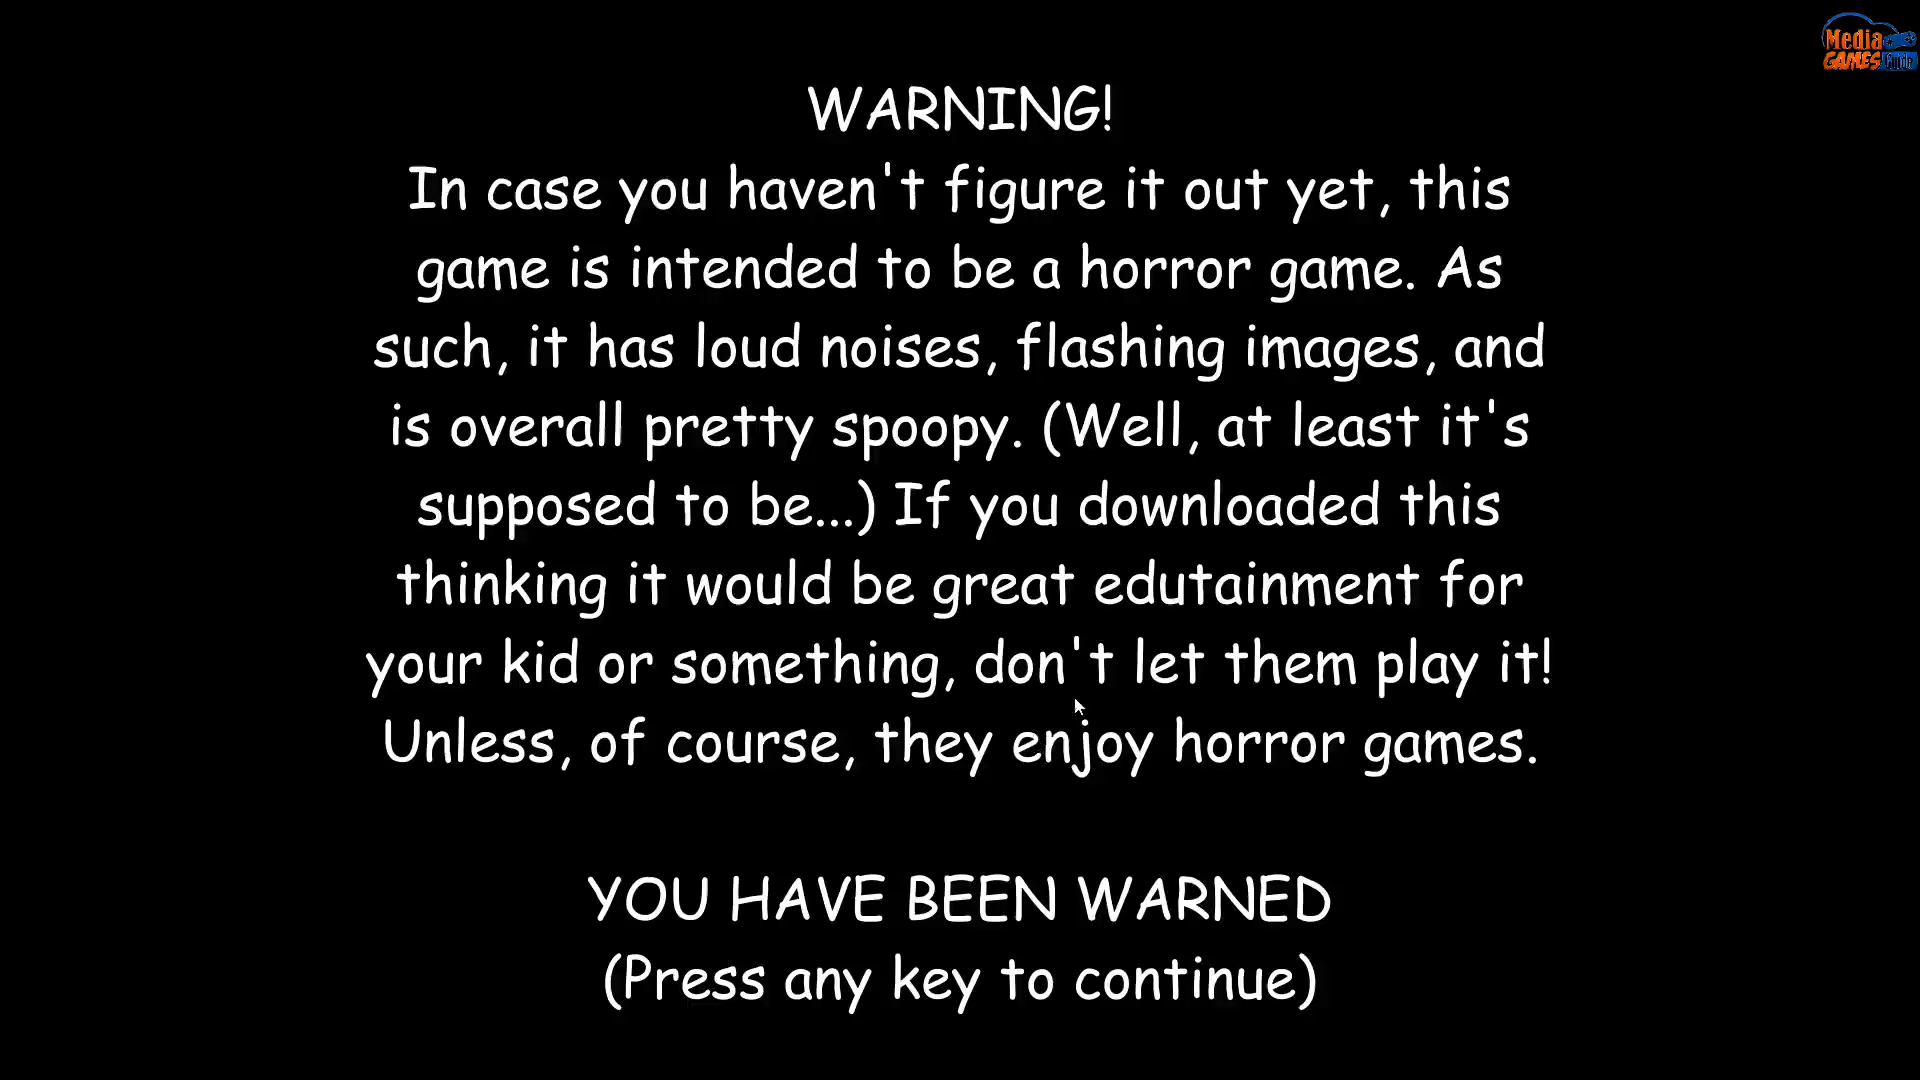 Media
GAMES Guide
WARNING!
In case you haven't figure it out yet, this
game is intended to be a horror game. As
such, it has loud noises, flashing images, and
is overall pretty spoopy. (Well, at least it's
supposed to be...) If you downloaded this
thinking it would be great edutainment for
your kid or something, don't let them play it!
Unless, of course, they enjoy horror games.
YOU HAVE BEEN WARNED
(Press any key to continue)